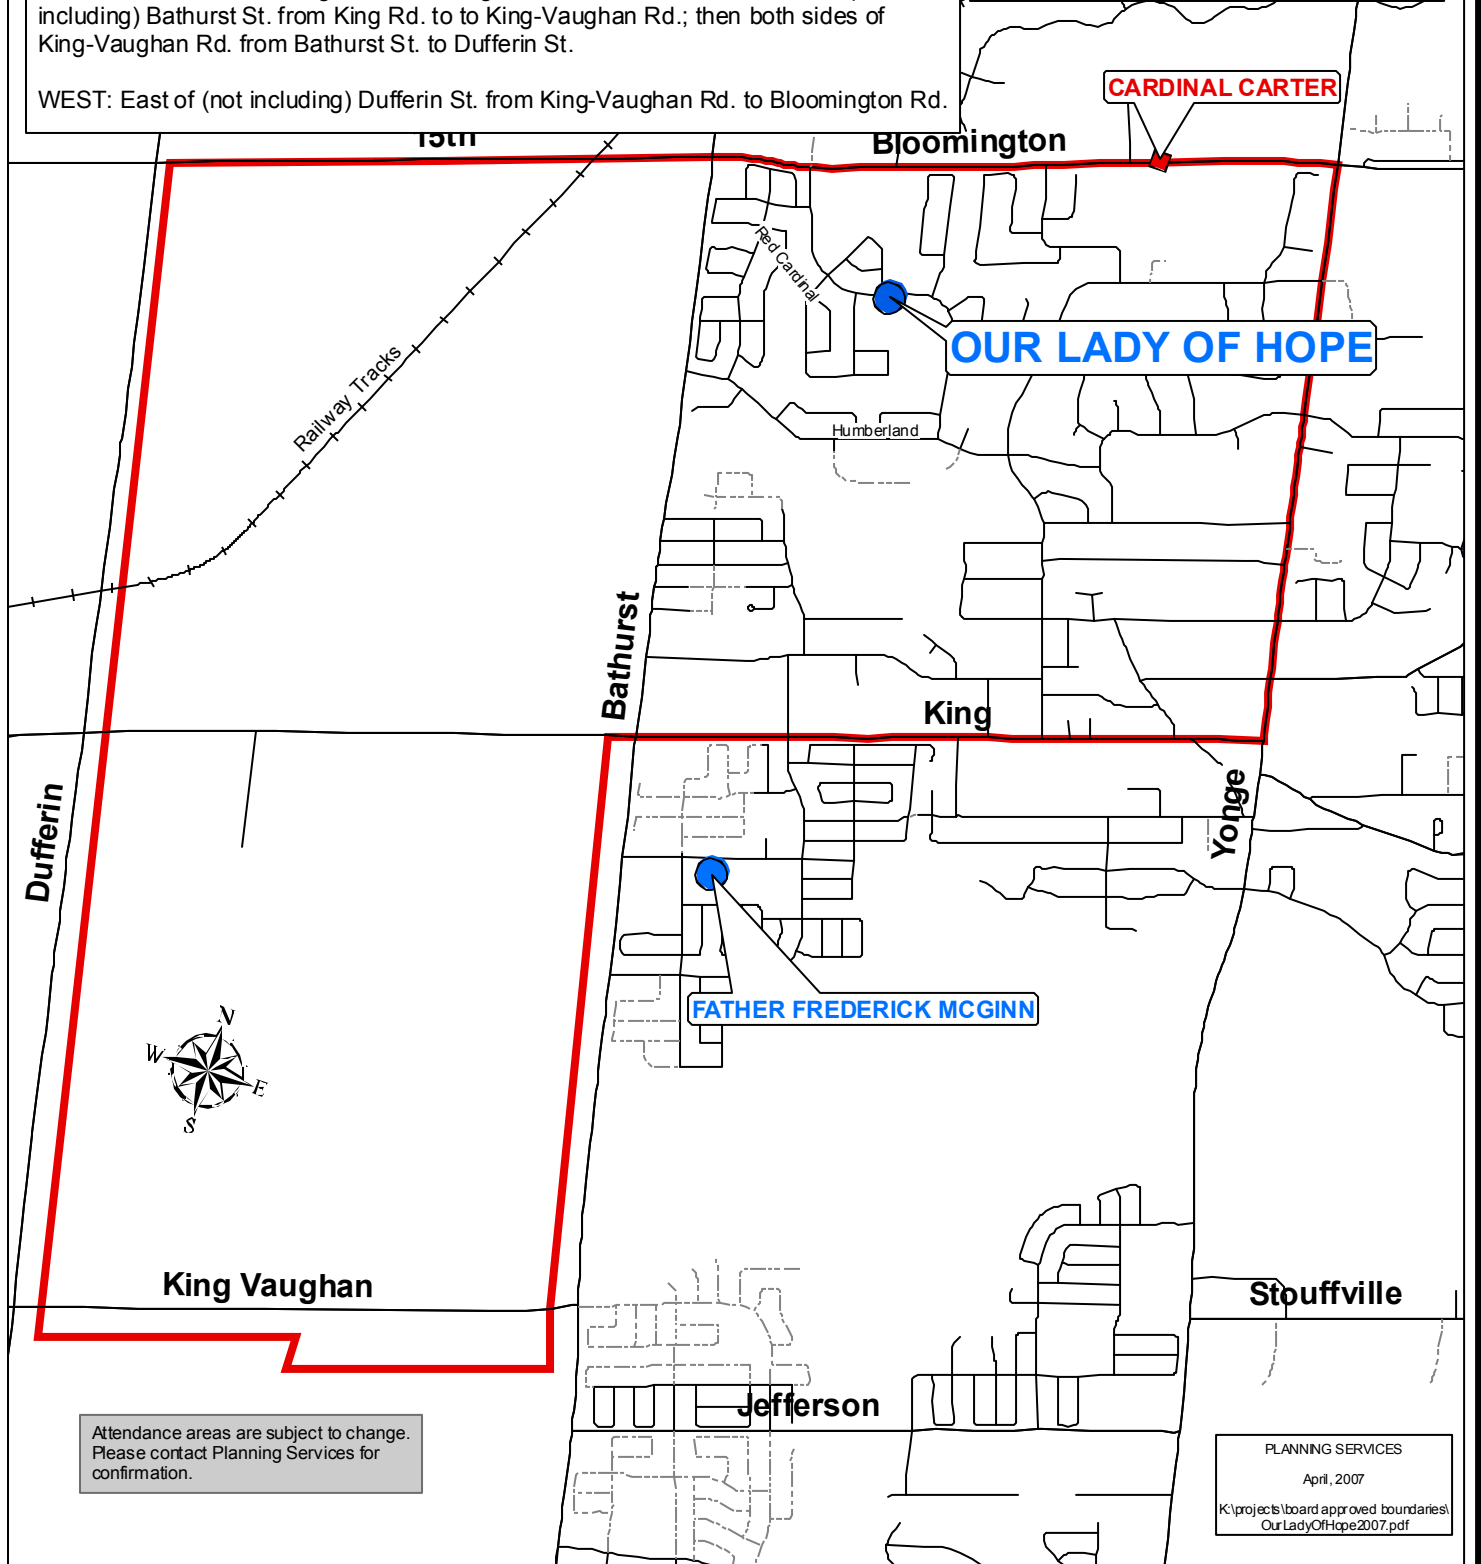 including) Bathurst St. from King Rd. to to King-Vaughan Rd.; then both sides of
King-Vaughan Rd. from Bathurst St. to Dufferin St.
WEST: East of (not including) Dufferin St. from King-Vaughan Rd. to Bloomington Rd.
CARDINAL CARTER
15th
Bloomington
Red Cardinal
OUR LADY OF HOPE
Railway Tracks
Humberland
Bathurst
King
Dufferin
Yonge
FATHER FREDERICK MCGINN
N
W
E
S
King Vaughan
Stouffville
Jefferson
Attendance areas are subject to change.
Please contact Planning Services for
confirmation.
PLANNING SERVICES
April, 2007
K:\projects\board approved boundaries\
OurLadyOfHope2007.pdf